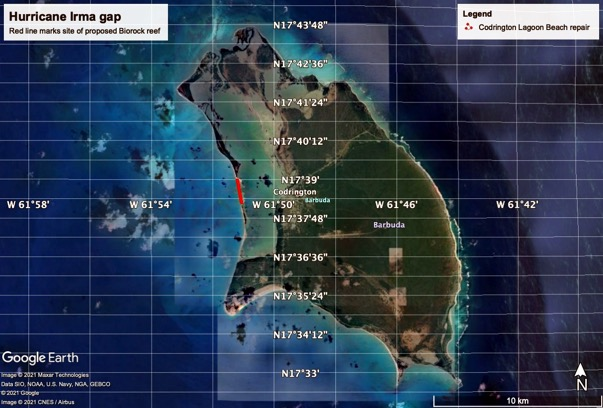 Hurricane Irma gap
Red line marks site of proposed Biorock reef
Legend
Codrington Lagoon Beach repair
N17°43'48"
N17°42'36"
N17°41'24"
N17°40'12"
N17°39'
Codrington
Barbuda
W 61°58'
W 61°54'
W 61°50'
W 61°46'
W 61°42'
N17°37'48"
Barbuda
N17°36'36"
N17°35'24"
N17°34'12"
N17°33'
Google Earth
Image © 2021 Maxar Technologies
Data SIO, NOAA, U.S. Navy, NGA, GEBCO
© 2021 Google
Image © 2021 CNES / Airbus
N
10 km